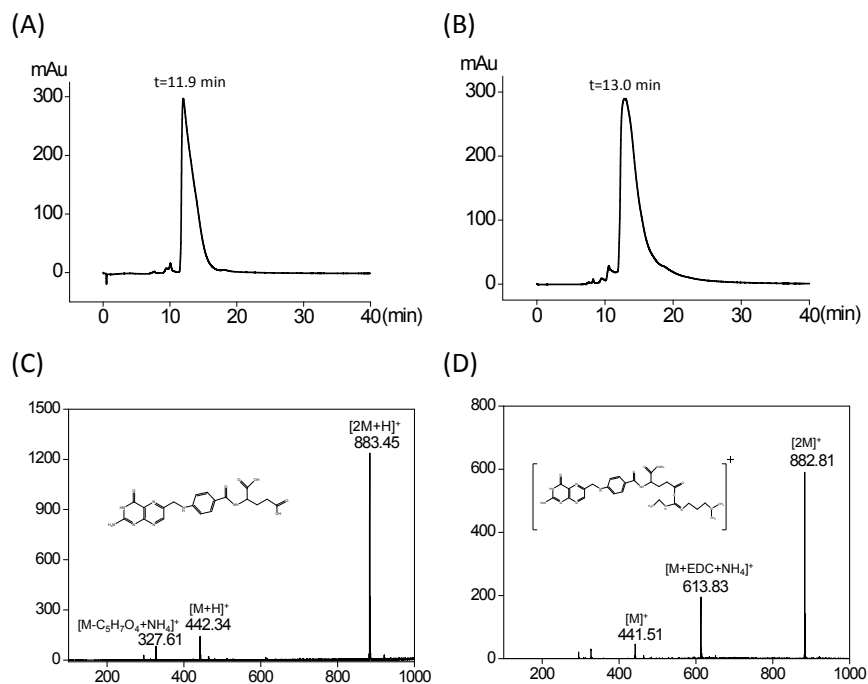 (A)
mAu
t=11.9 min
300
200
100
0
0 10 20 30 40(min)
(B)
mAu
t=13.0 min
300
200
100
0
0 10 20 30 40(min)
(C)
1500
1200
900
600
300
0
[2M+H]⁺
883.45
[M+H]⁺
442.34
[M-C₅H₇O₄+NH₄]⁺
327.61
200 400 600 800 1000
(D)
800
600
400
200
0
+
[2M]⁺
882.81
[M+EDC+NH₄]⁺
613.83
[M]⁺
441.51
200 400 600 800 1000